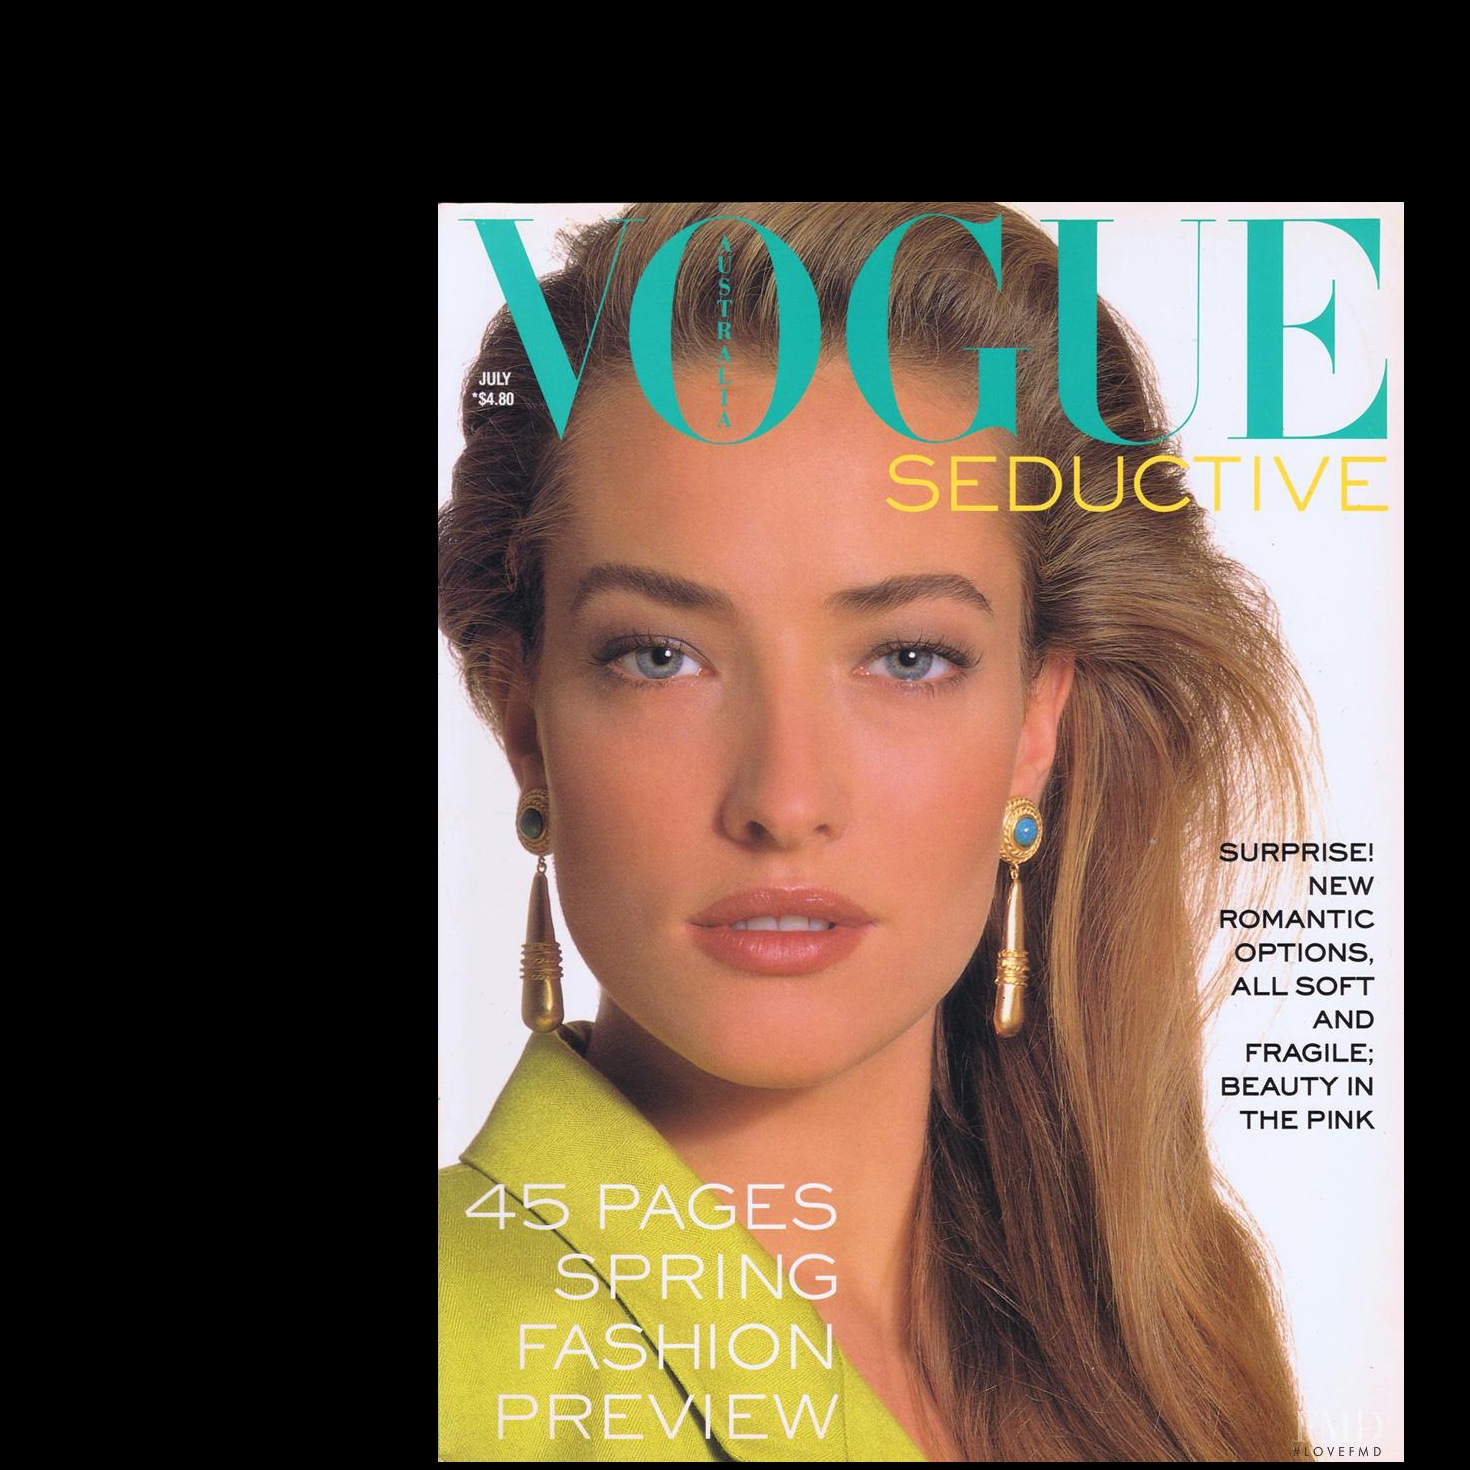 VOGUE
AUSTRALIA
JULY
*$4.80
SEDUCTIVE
SURPRISE!
NEW
ROMANTIC
OPTIONS,
ALL SOFT
AND
FRAGILE;
BEAUTY IN
THE PINK
45 PAGES
SPRING
FASHION
PREVIEW
FMD
#LOVEFMD